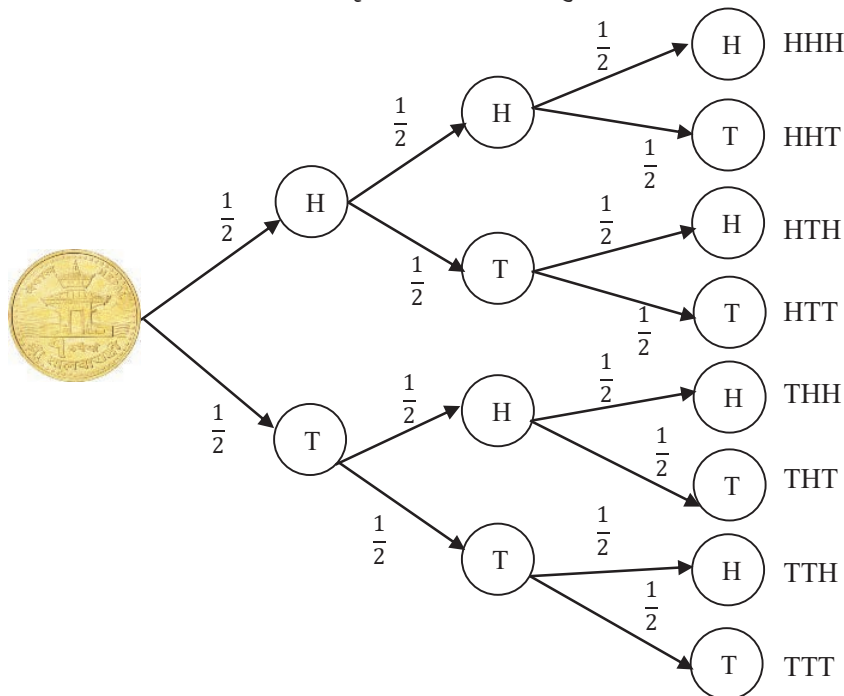 1/2 H HHH
1/2 H
1/2 T HHT
1/2 H
1/2 H HTH
1/2 T
1/2 T HTT
श्री तालबाराही
1/2 H THH
1/2 H
1/2 T THT
1/2 T
1/2 H TTH
1/2 T
1/2 T TTT